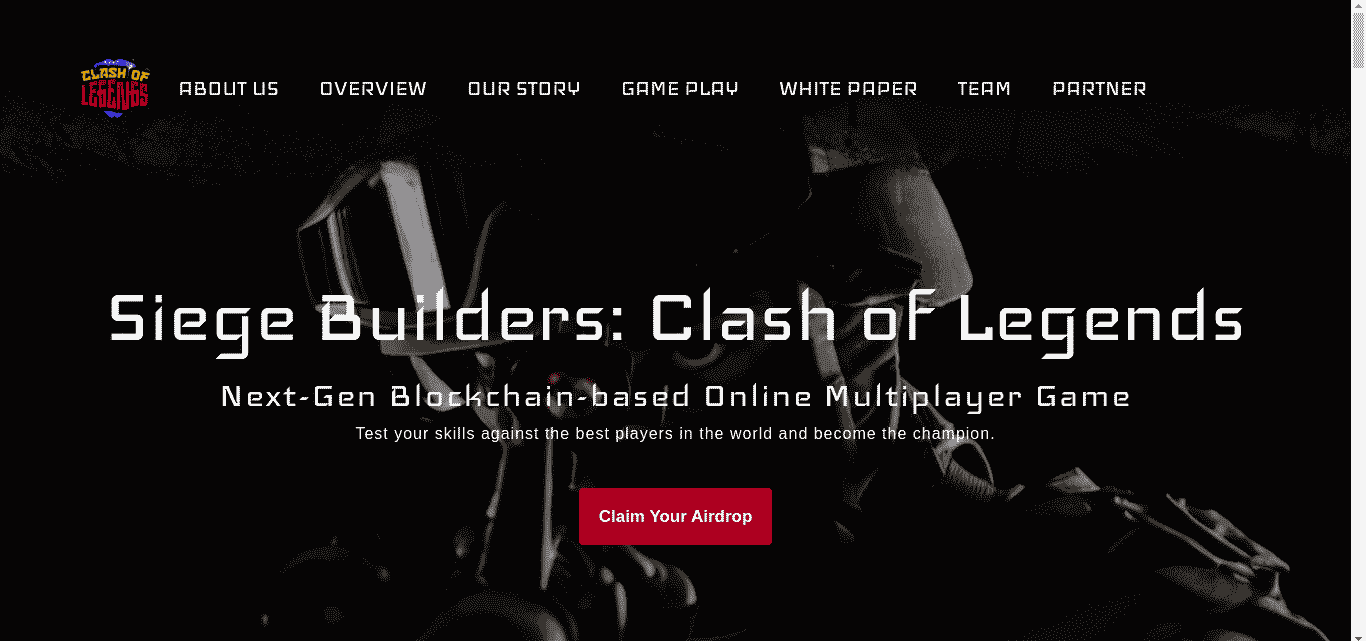 CLASH OF
LEGENDS
ABOUT US OVERVIEW OUR STORY GAME PLAY WHITE PAPER TEAM PARTNER
Siege Builders: Clash of Legends
Next-Gen Blockchain-based Online Multiplayer Game
Test your skills against the best players in the world and become the champion.
Claim Your Airdrop